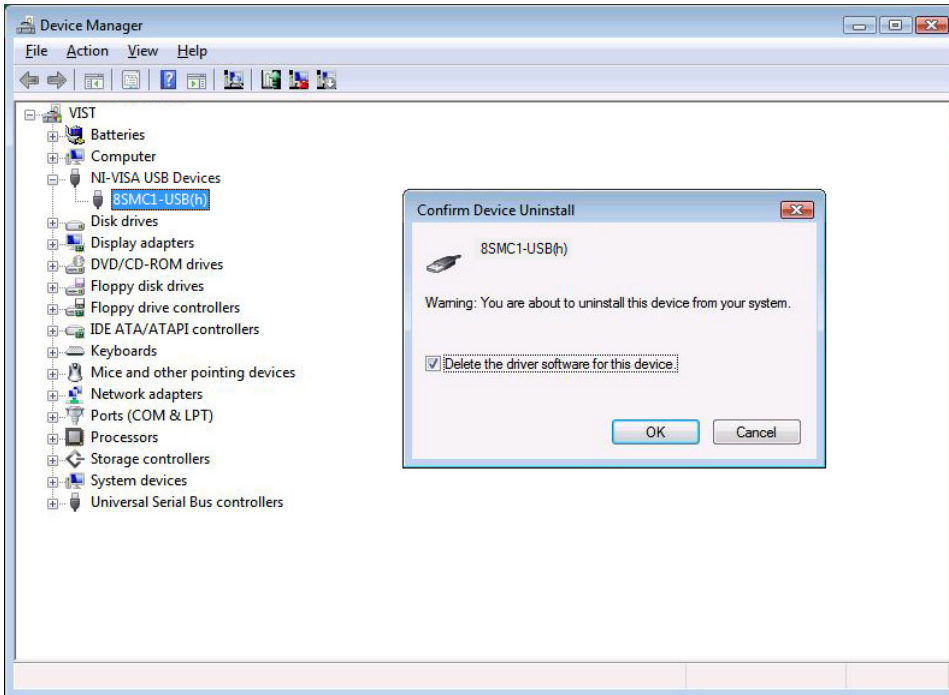 Device Manager
File Action View Help
VIST
Batteries
Computer
NI-VISA USB Devices
8SMC1-USB(h)
Disk drives
Display adapters
DVD/CD-ROM drives
Floppy disk drives
Floppy drive controllers
IDE ATA/ATAPI controllers
Keyboards
Mice and other pointing devices
Network adapters
Ports (COM & LPT)
Processors
Storage controllers
System devices
Universal Serial Bus controllers
Confirm Device Uninstall
8SMC1-USB(h)
Warning: You are about to uninstall this device from your system.
Delete the driver software for this device.
OK Cancel